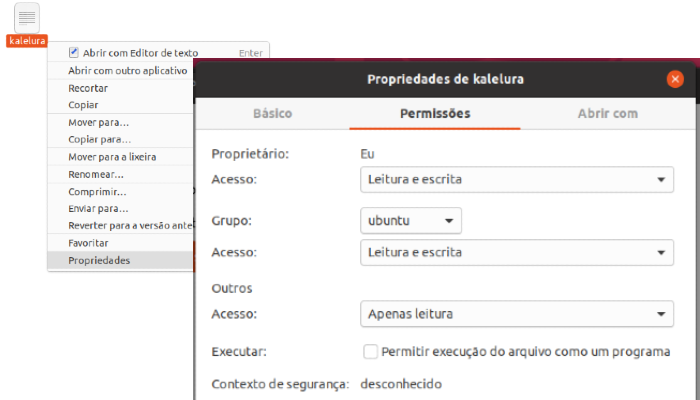 kalelura
Abrir com Editor de texto Enter
Abrir com outro aplicativo
Recortar
Copiar
Mover para...
Copiar para...
Mover para a lixeira
Renomear...
Comprimir...
Enviar para...
Reverter para a versão ante
Favoritar
Propriedades
Propriedades de kalelura
Básico Permissões Abrir com
Proprietário: Eu
Acesso: Leitura e escrita
Grupo: ubuntu
Acesso: Leitura e escrita
Outros
Acesso: Apenas leitura
Executar: Permitir execução do arquivo como um programa
Contexto de segurança: desconhecido